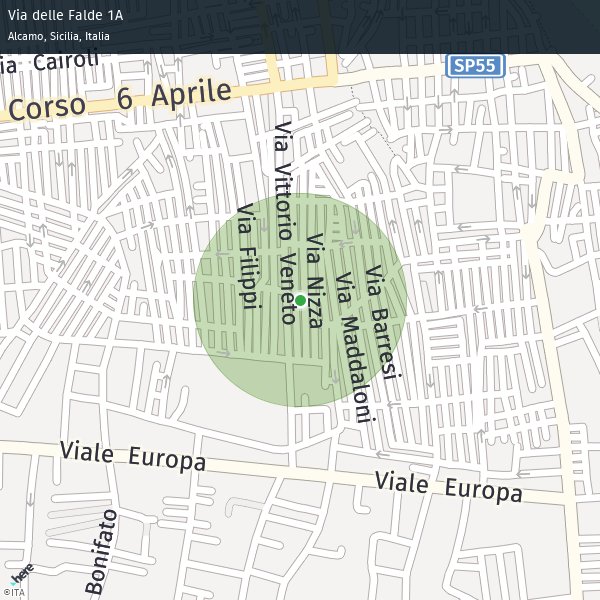 Via delle Falde 1A
Alcamo, Sicilia, Italia
ia Cairoli
SP55
Corso 6 Aprile
Via Vittorio Veneto
Via Filippi
Via Nizza
Via Barresi
Via Maddaloni
Viale Europa
Viale Europa
Bonifato
here
©ITA